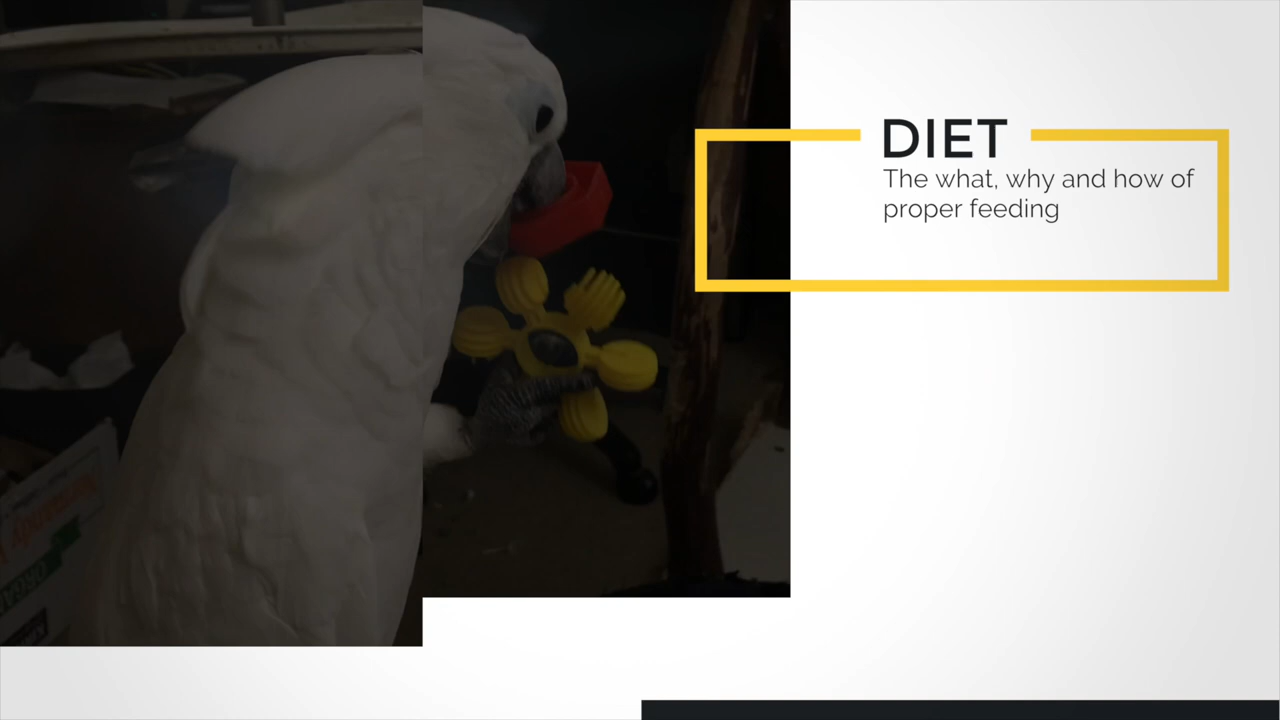 DIET
The what, why and how of
proper feeding